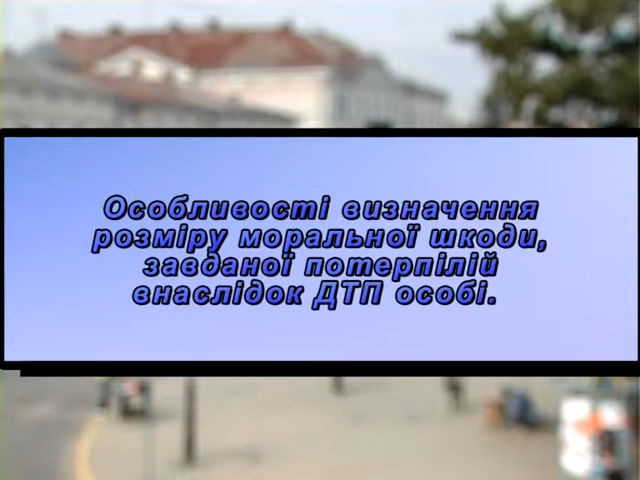 Особливості визначення
розміру моральної шкоди,
завданої потерпілій
внаслідок ДТП особі.